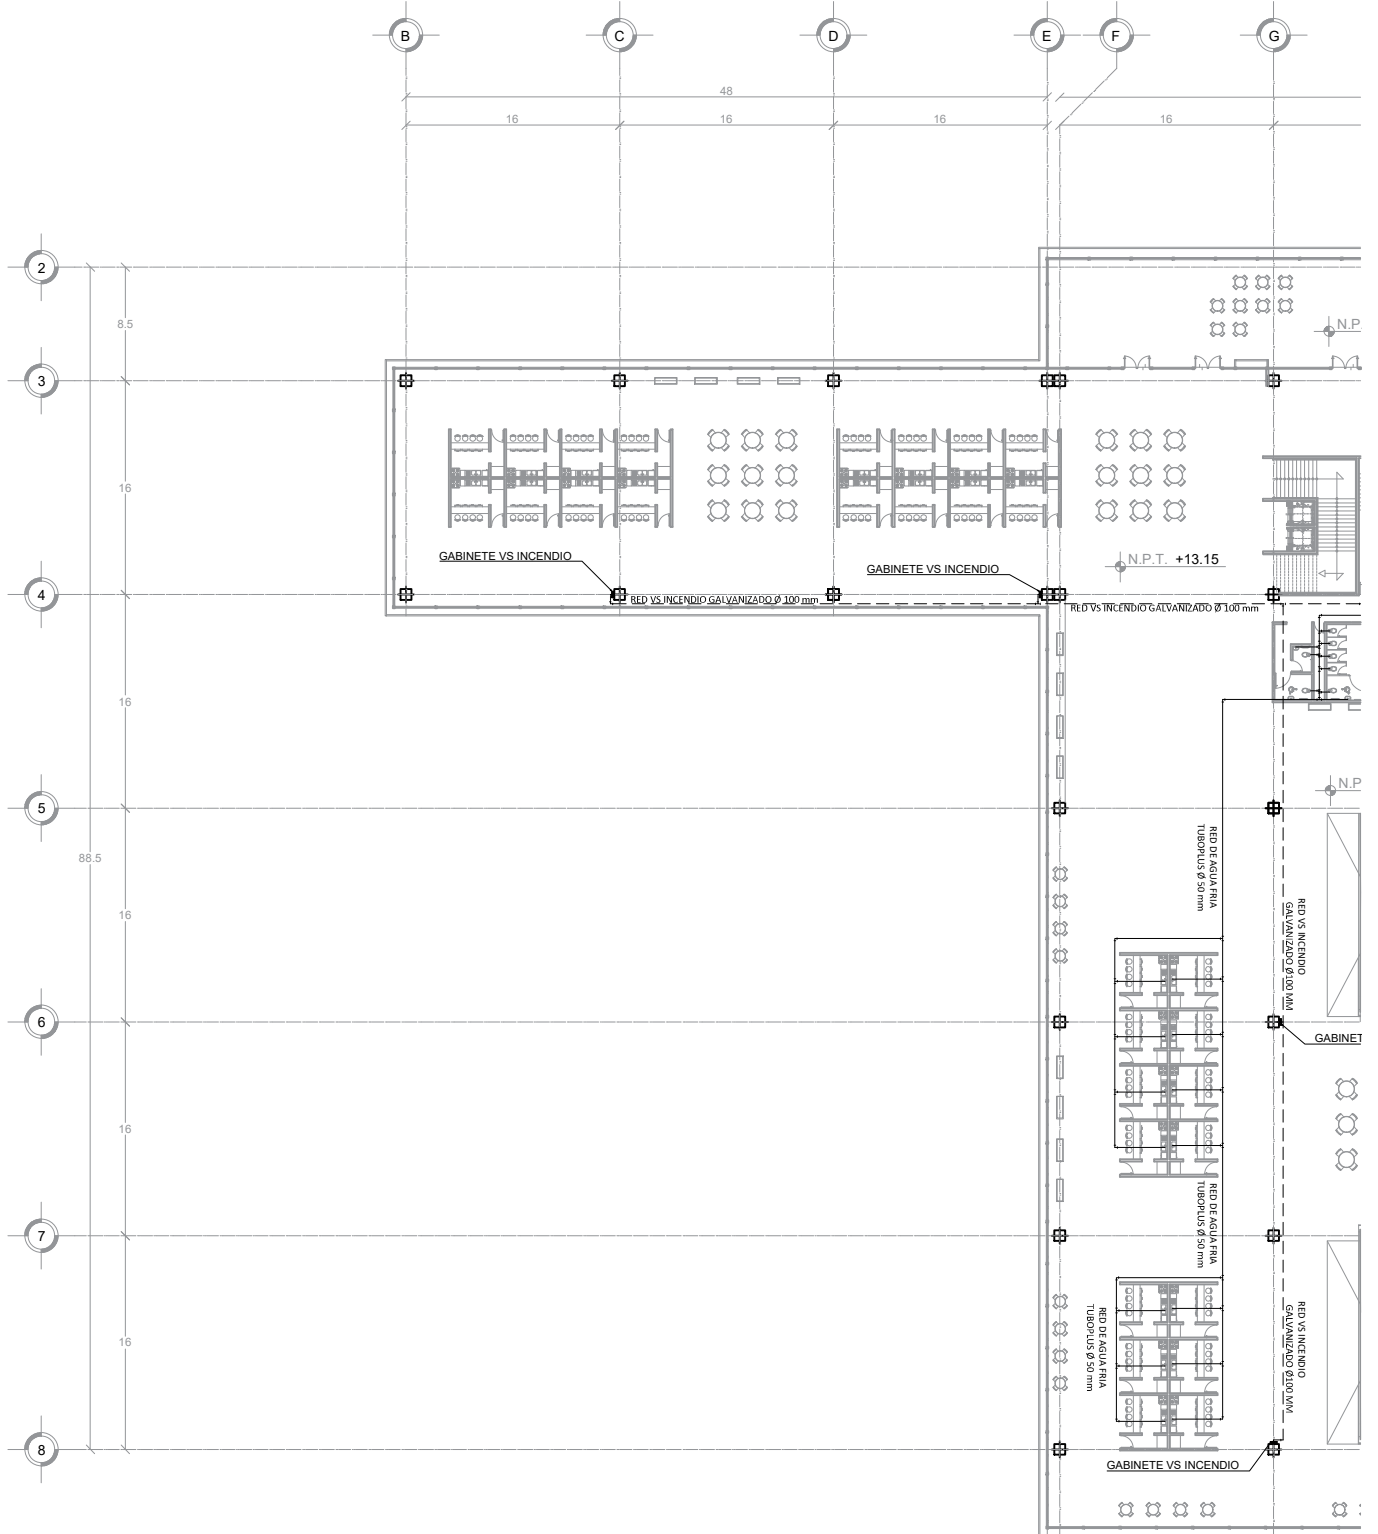 B
C
D
E
F
G
48
16
16
16
16
2
8.5
N.P.
3
16
GABINETE VS INCENDIO
GABINETE VS INCENDIO
N.P.T. +13.15
4
RED VS INCENDIO GALVANIZADO Ø 100 mm
RED VS INCENDIO GALVANIZADO Ø 100 mm
16
N.P
5
RED DE AGUA FRIA
TUBOPLUS Ø 50 mm
88.5
16
RED VS INCENDIO
GALVANIZADO Ø100 MM
6
GABINET
16
RED DE AGUA FRIA
TUBOPLUS Ø 50 mm
7
RED DE AGUA FRIA
TUBOPLUS Ø 50 mm
RED VS INCENDIO
GALVANIZADO Ø100 MM
16
8
GABINETE VS INCENDIO